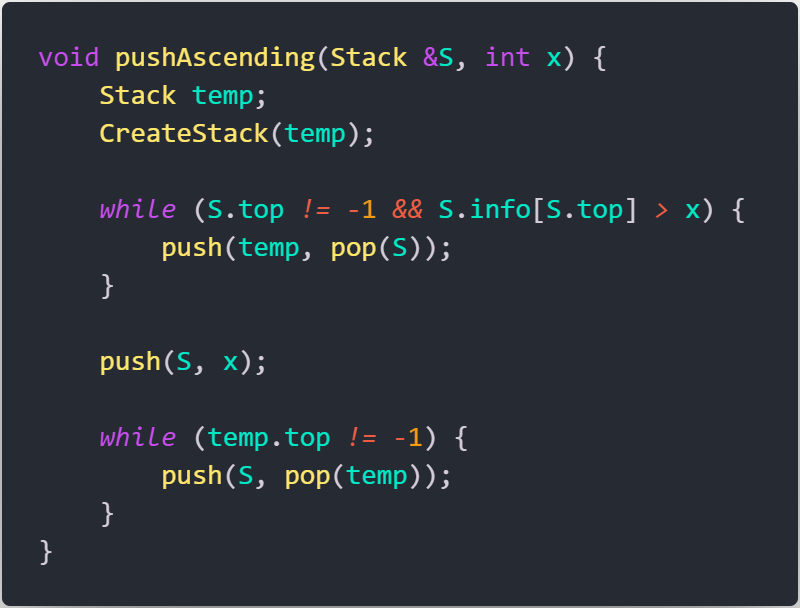 void pushAscending(Stack &S, int x) {
    Stack temp;
    CreateStack(temp);

    while (S.top != -1 && S.info[S.top] > x) {
        push(temp, pop(S));
    }

    push(S, x);

    while (temp.top != -1) {
        push(S, pop(temp));
    }
}